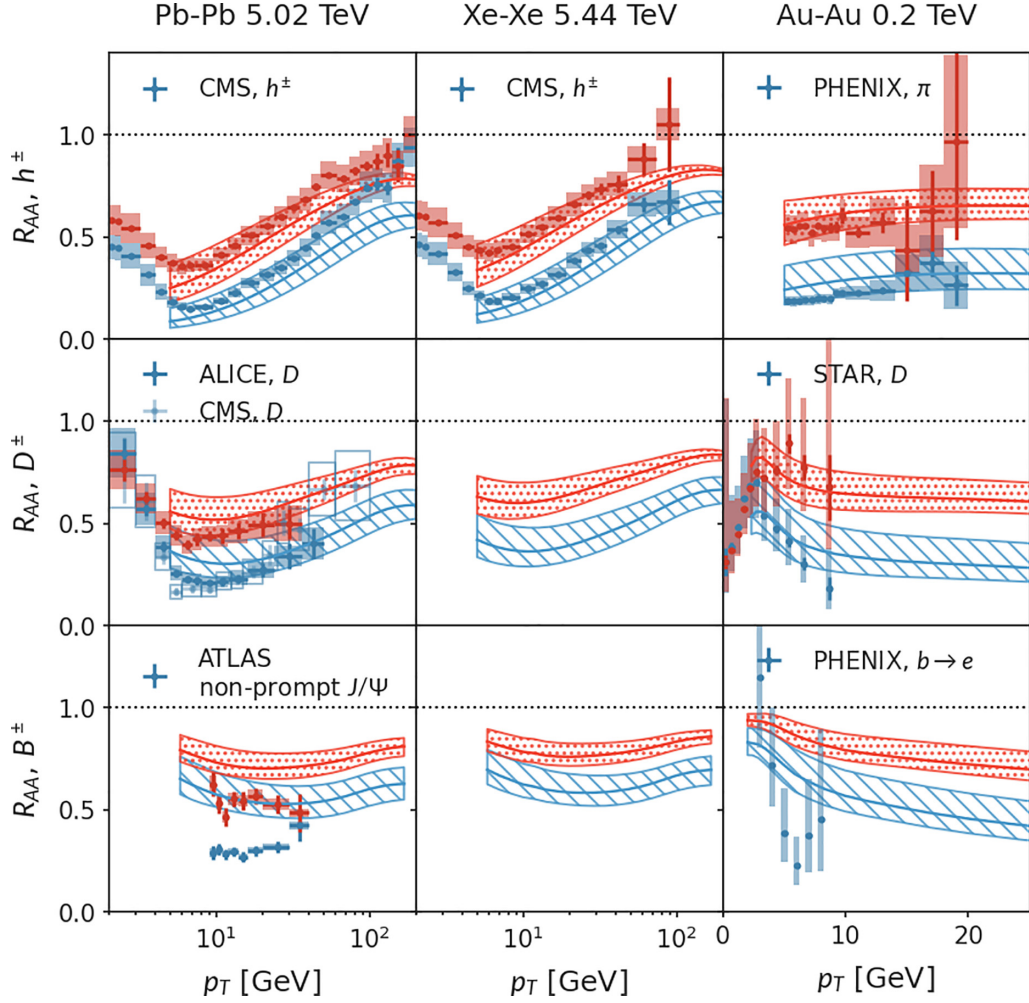 Pb-Pb 5.02 TeV Xe-Xe 5.44 TeV Au-Au 0.2 TeV
CMS, h± CMS, h± PHENIX, π
1.0
R_AA, h±
0.5
0.0
ALICE, D STAR, D
CMS, D
1.0
R_AA, D±
0.5
0.0
ATLAS PHENIX, b→e
non-prompt J/Ψ
1.0
R_AA, B±
0.5
0.0
10¹ 10² 10¹ 10² 0 10 20
p_T [GeV] p_T [GeV] p_T [GeV]